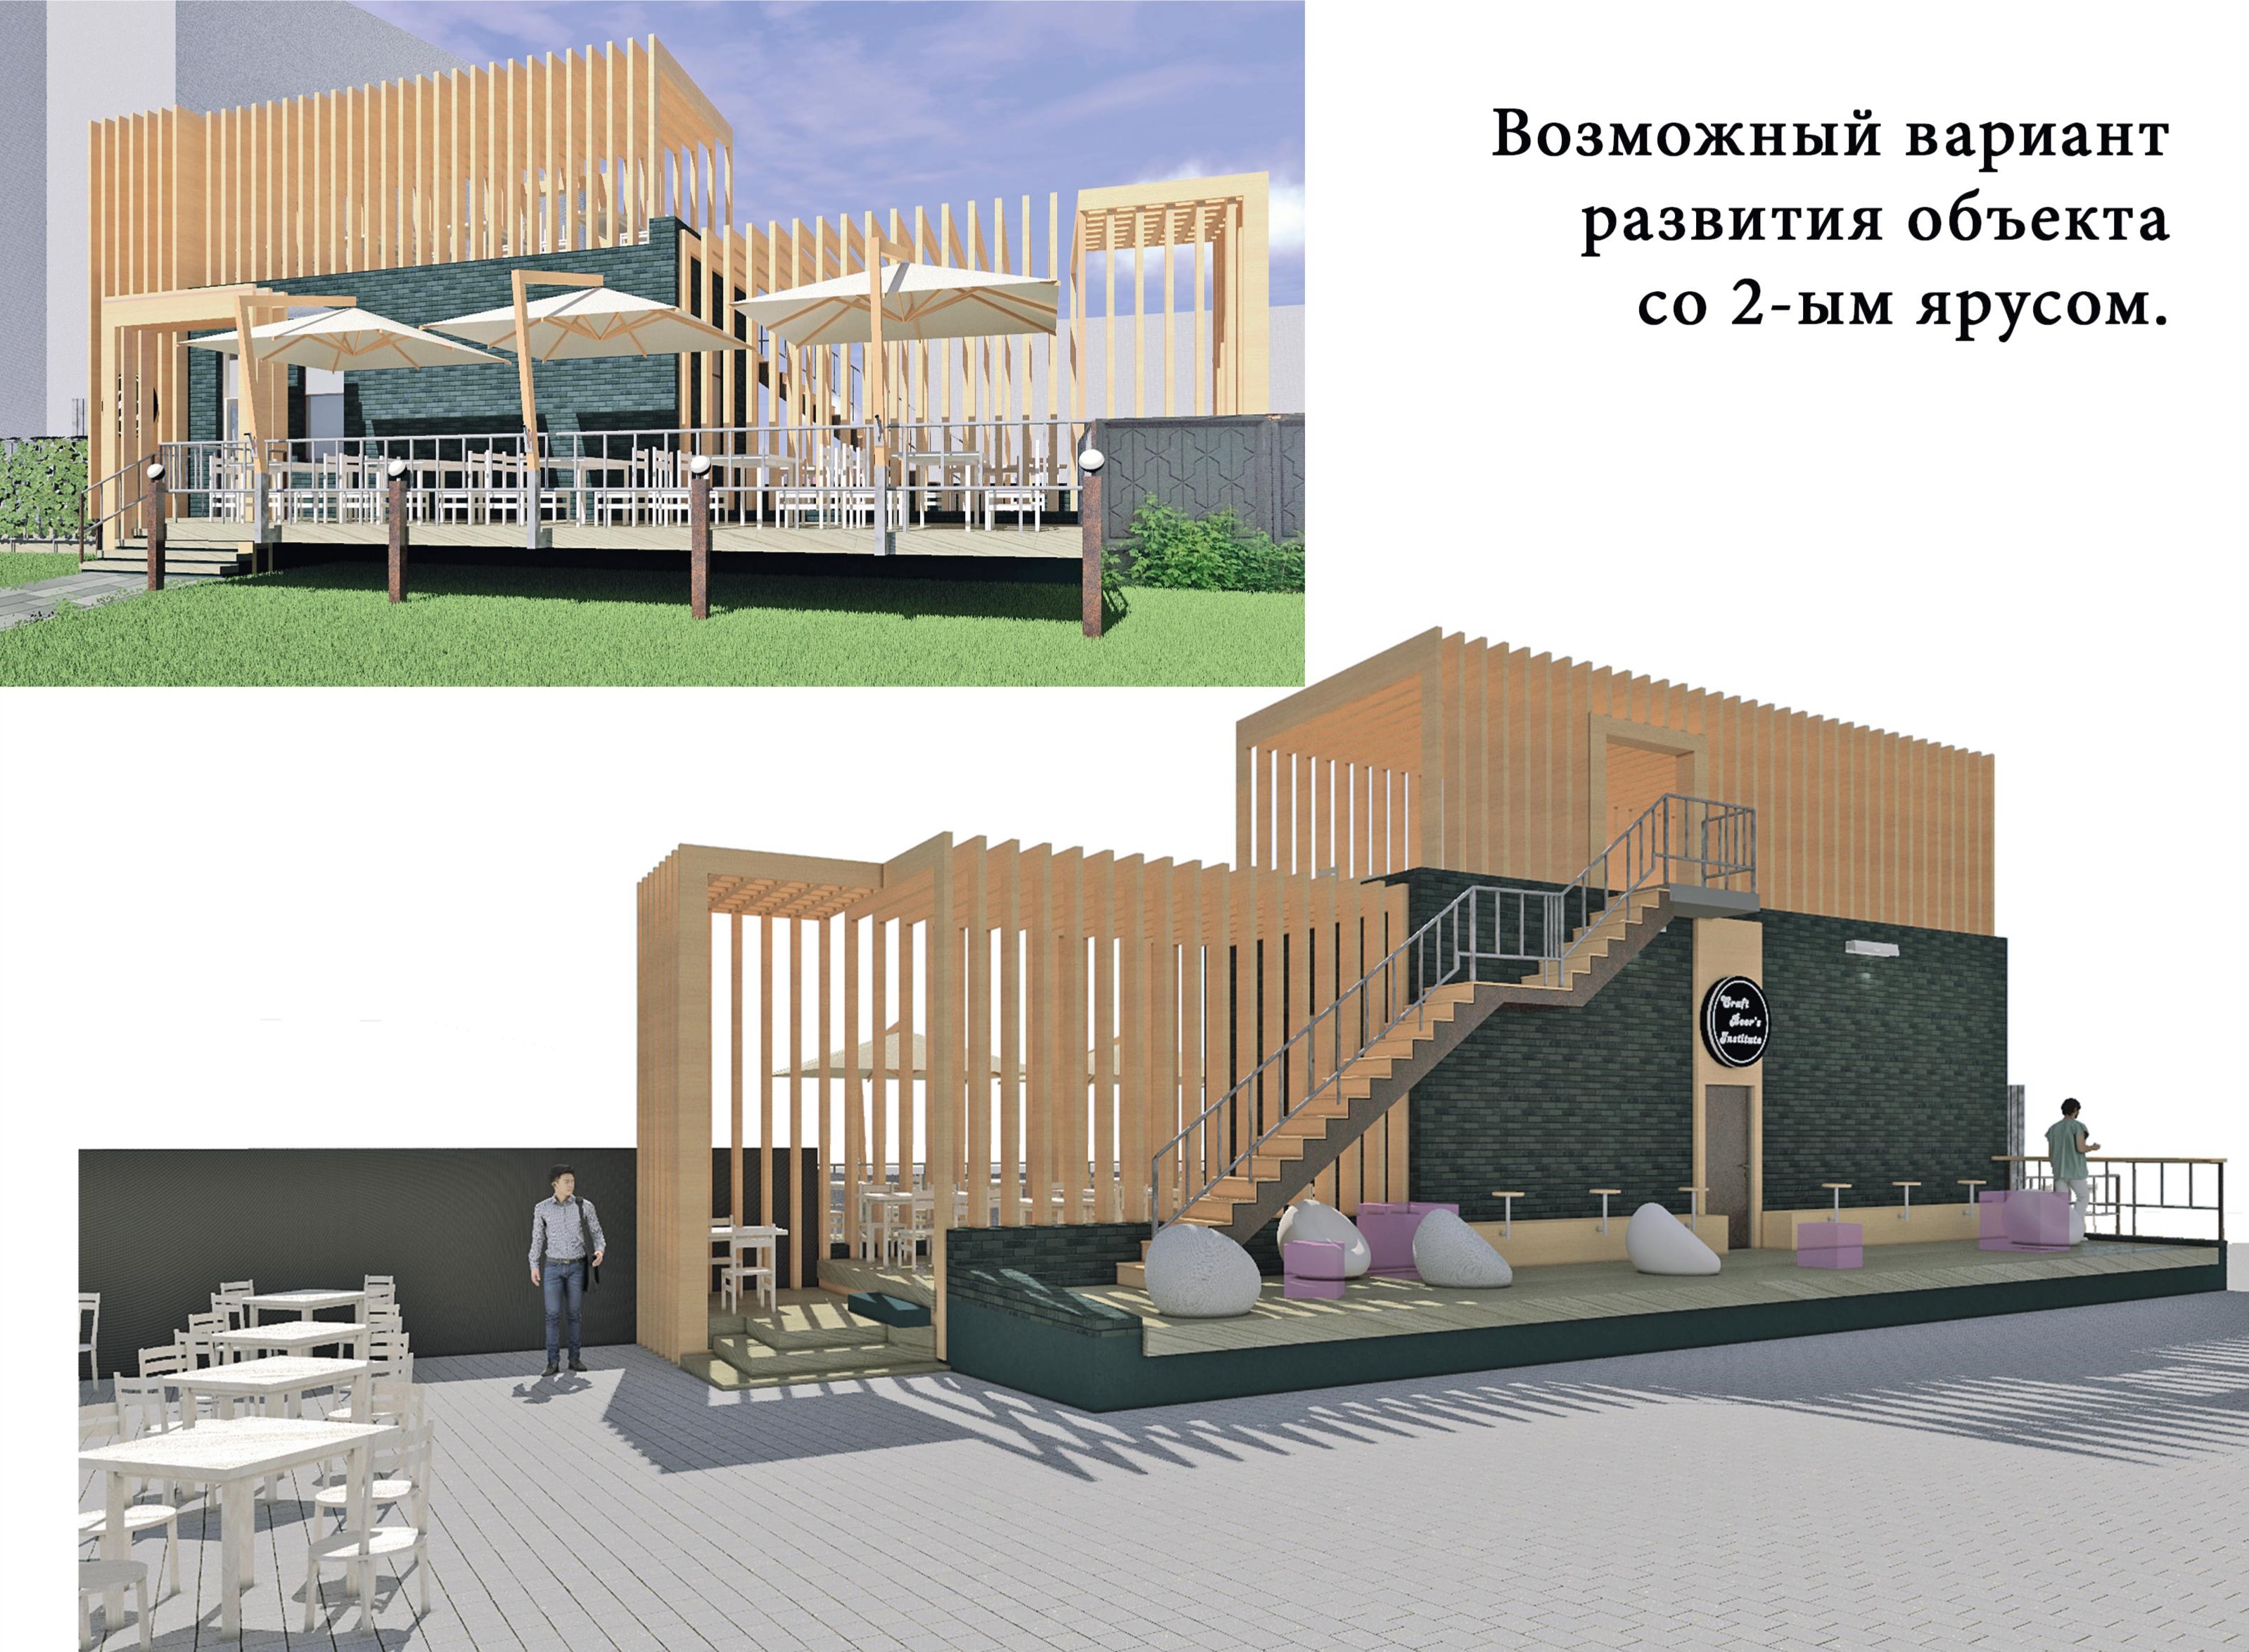 Возможный вариант
развития объекта
со 2-ым ярусом.
Craft
Beer's
Institute